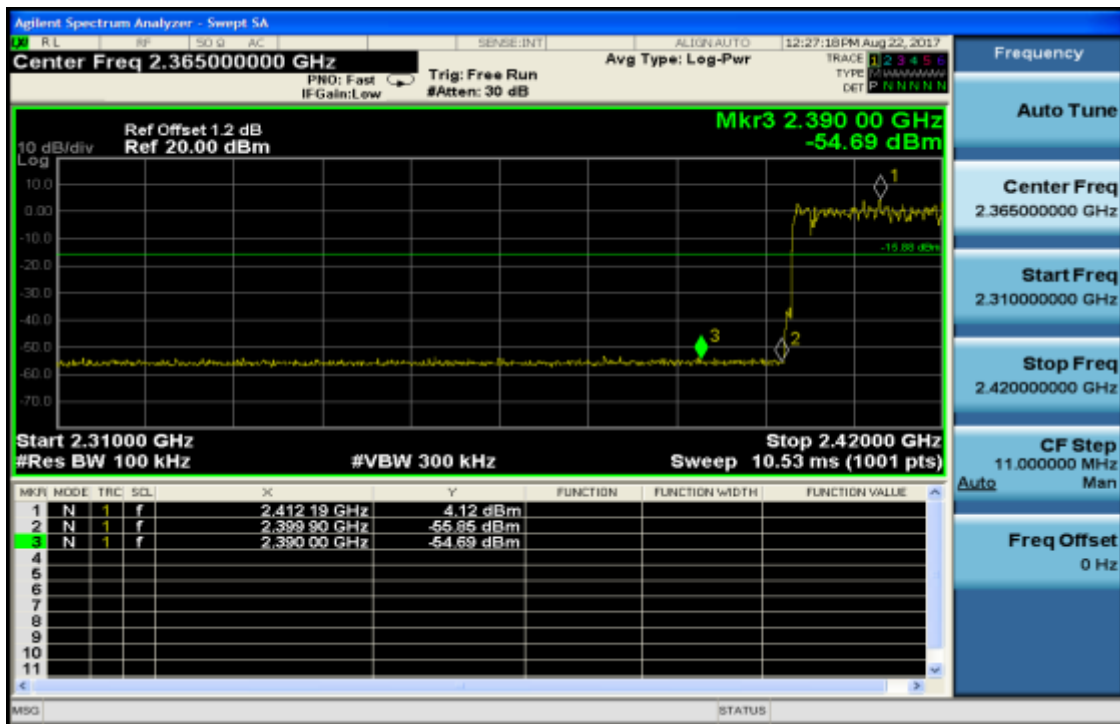 Agilent Spectrum Analyzer - Swept SA
RL RF 50 Ω AC SENSE:INT ALIGN AUTO 12:27:18 PM Aug 22, 2017
Center Freq 2.365000000 GHz
PNO: Fast
IFGain:Low
Trig: Free Run
#Atten: 30 dB
Avg Type: Log-Pwr
TRACE 1 2 3 4 5 6
TYPE M
DET P N N N N N
Ref Offset 1.2 dB
Ref 20.00 dBm
Mkr3 2.390 00 GHz
-54.69 dBm
10 dB/div
Log
10.0
0.00
-10.0
-20.0
-30.0
-40.0
-50.0
-60.0
-70.0
1
-15.88 dBm
3
2
Start 2.31000 GHz Stop 2.42000 GHz
#Res BW 100 kHz #VBW 300 kHz Sweep 10.53 ms (1001 pts)
MKR MODE TRC SCL X Y FUNCTION FUNCTION WIDTH FUNCTION VALUE
1 N 1 f 2.412 19 GHz 4.12 dBm
2 N 1 f 2.399 90 GHz -55.85 dBm
3 N 1 f 2.390 00 GHz -54.69 dBm
4
5
6
7
8
9
10
11
MSG STATUS
Frequency
Auto Tune
Center Freq
2.365000000 GHz
Start Freq
2.310000000 GHz
Stop Freq
2.420000000 GHz
CF Step
11.000000 MHz
Auto Man
Freq Offset
0 Hz